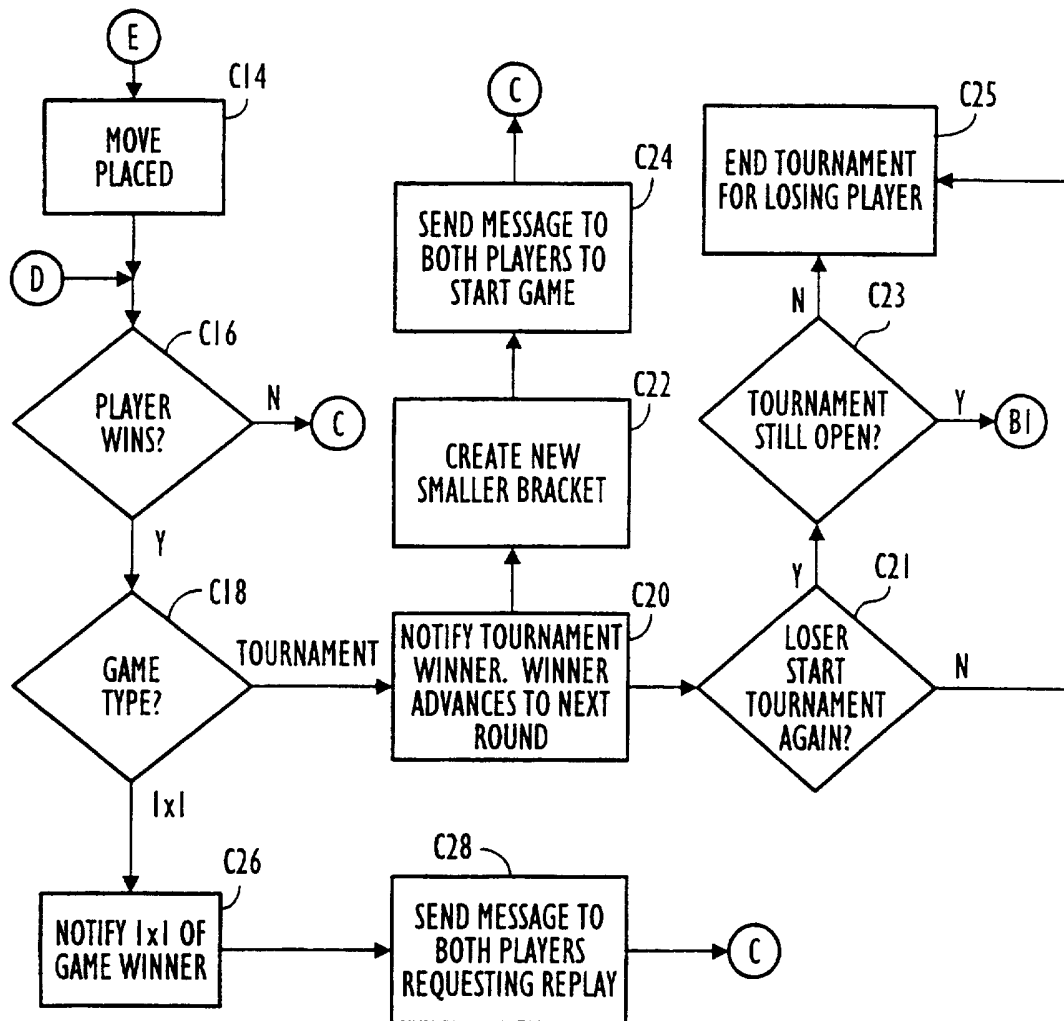 E
C14
MOVE
PLACED
D
C16
PLAYER
WINS?
N
C
Y
C18
GAME
TYPE?
TOURNAMENT
1x1
C26
NOTIFY 1x1 OF
GAME WINNER
C
C24
SEND MESSAGE TO
BOTH PLAYERS TO
START GAME
C22
CREATE NEW
SMALLER BRACKET
C20
NOTIFY TOURNAMENT
WINNER. WINNER
ADVANCES TO NEXT
ROUND
C28
SEND MESSAGE TO
BOTH PLAYERS
REQUESTING REPLAY
C
C25
END TOURNAMENT
FOR LOSING PLAYER
N
C23
TOURNAMENT
STILL OPEN?
Y
B1
Y
C21
LOSER
START
TOURNAMENT
AGAIN?
N